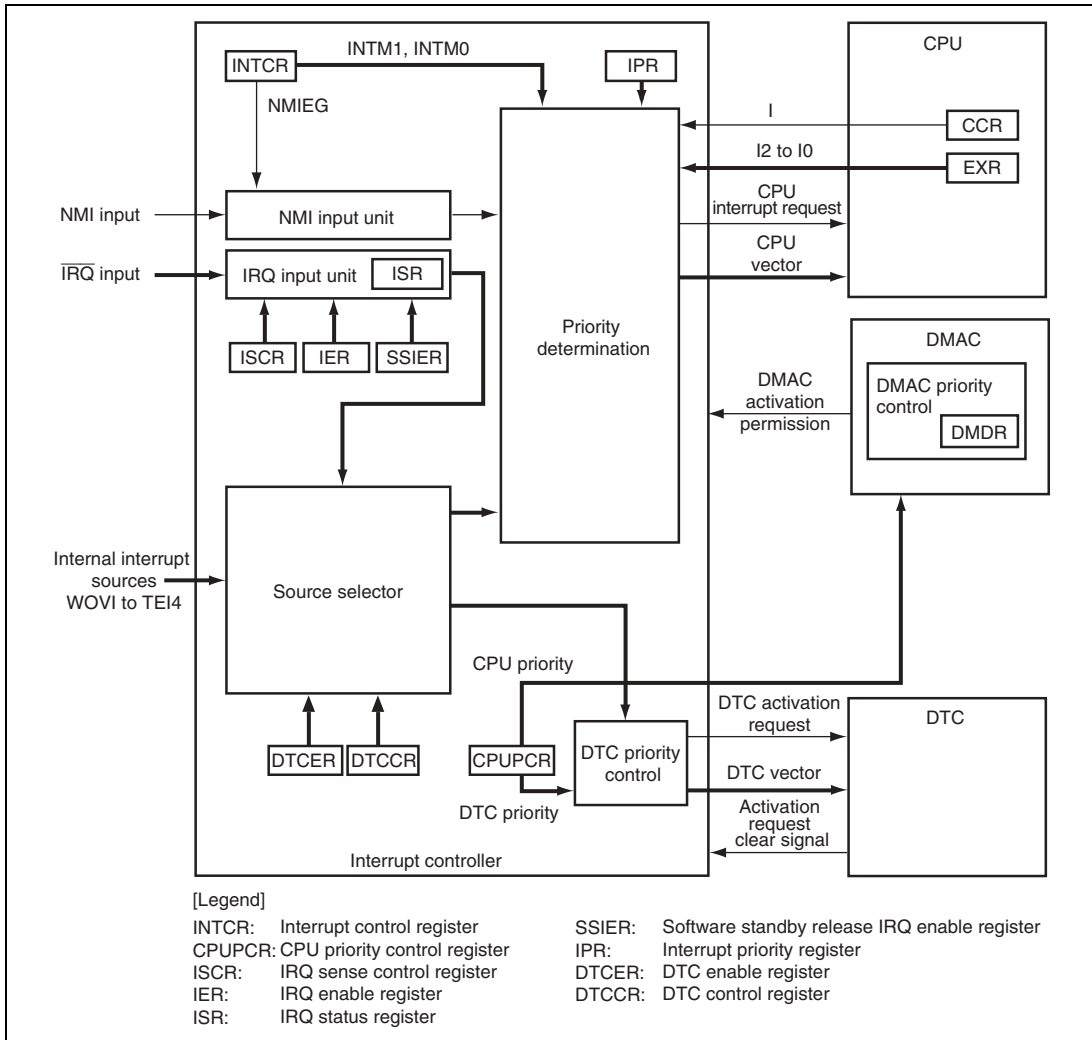 INTM1, INTM0
CPU
INTCR
IPR
NMIEG
I
CCR
I2 to I0
EXR
CPU
interrupt request
NMI input
NMI input unit
CPU
vector
IRQ input
IRQ input unit
ISR
Priority
determination
ISCR
IER
SSIER
DMAC
DMAC
activation
permission
DMAC priority
control
DMDR
Internal interrupt
sources
WOVI to TEI4
Source selector
CPU priority
DTC activation
request
DTC
DTCER
DTCCR
CPUPCR
DTC priority
control
DTC vector
DTC priority
Activation
request
clear signal
Interrupt controller
[Legend]
INTCR: Interrupt control register
CPUPCR: CPU priority control register
ISCR: IRQ sense control register
IER: IRQ enable register
ISR: IRQ status register
SSIER: Software standby release IRQ enable register
IPR: Interrupt priority register
DTCER: DTC enable register
DTCCR: DTC control register